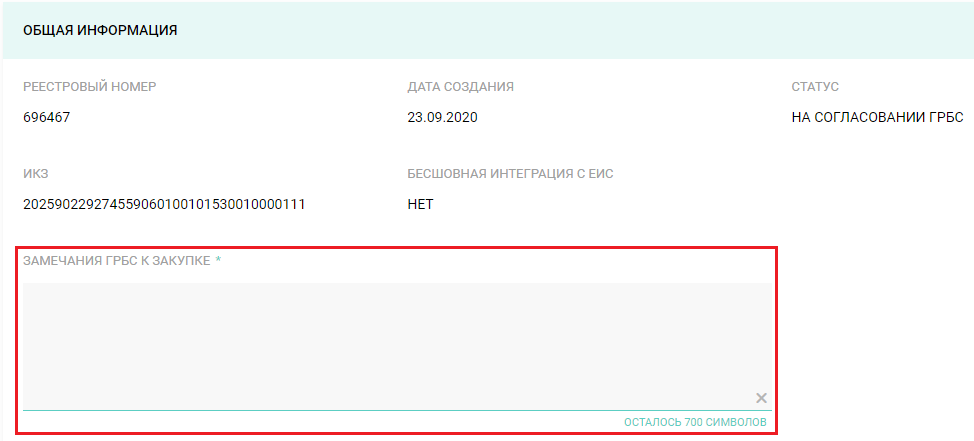 ОБЩАЯ ИНФОРМАЦИЯ
РЕЕСТРОВЫЙ НОМЕР ДАТА СОЗДАНИЯ СТАТУС
696467 23.09.2020 НА СОГЛАСОВАНИИ ГРБС
ИКЗ БЕСШОВНАЯ ИНТЕГРАЦИЯ С ЕИС
202590229274559060100101530010000111 НЕТ
ЗАМЕЧАНИЯ ГРБС К ЗАКУПКЕ *
ОСТАЛОСЬ 700 СИМВОЛОВ